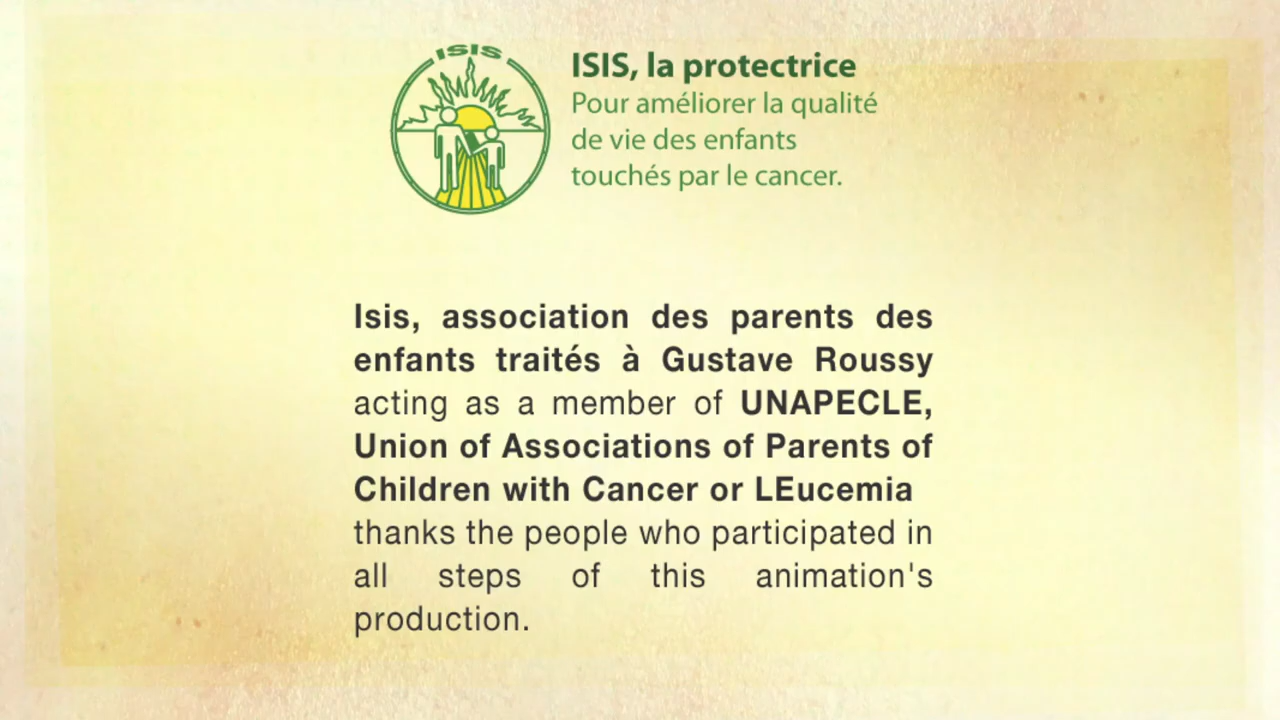 ISIS
ISIS, la protectrice
Pour améliorer la qualité
de vie des enfants
touchés par le cancer.
Isis, association des parents des
enfants traités à Gustave Roussy
acting as a member of UNAPECLE,
Union of Associations of Parents of
Children with Cancer or LEucemia
thanks the people who participated in
all steps of this animation's
production.